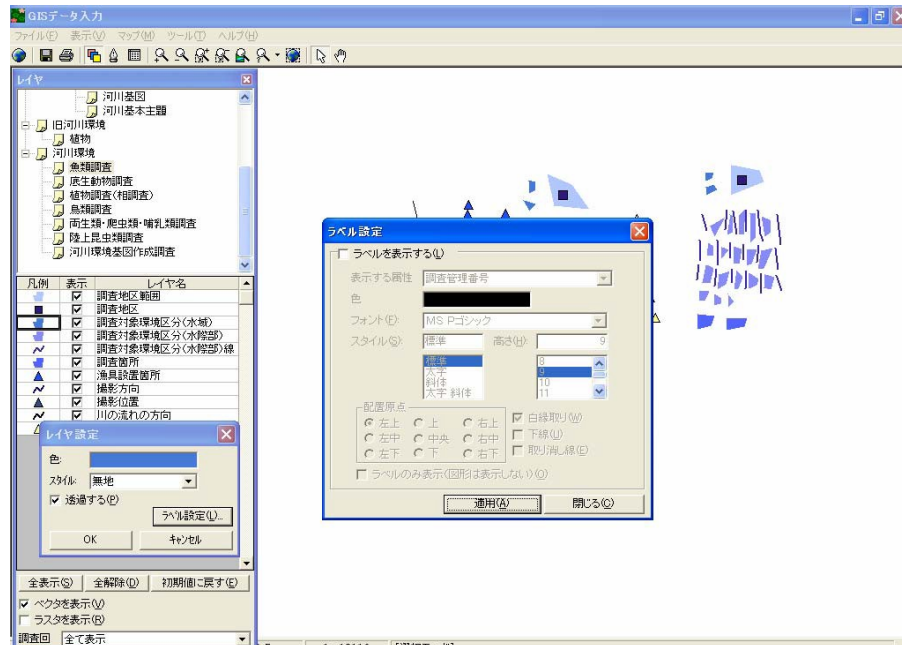 GISデータ入力
ファイル(F) 表示(V) マップ(M) ツール(T) ヘルプ(H)
レイヤ
河川基図
河川基本主題
旧河川環境
植物
河川環境
魚類調査
底生動物調査
植物調査(相調査)
鳥類調査
両生類・爬虫類・哺乳類調査
陸上昆虫類調査
河川環境基図作成調査
凡例 表示 レイヤ名
調査地区範囲
調査地区
調査対象環境区分(水域)
調査対象環境区分(水際部)
調査対象環境区分(水際部)線
調査箇所
漁具設置箇所
撮影方向
撮影位置
川の流れの方向
レイヤ設定
色:
スタイル: 無地
透過する(P)
ラベル設定(L)...
OK キャンセル
全表示(S) 全解除(D) 初期値に戻す(E)
ベクタを表示(V)
ラスタを表示(R)
調査回 全て表示
ラベル設定
ラベルを表示する(L)
表示する属性 調査管理番号
色
フォント(F): MS Pゴシック
スタイル(S): 標準 高さ(H): 9
標準 8
太字 9
斜体 10
太字 斜体 11
配置原点
左上 上 右上 白縁取り(W)
左中 中央 右中 下線(U)
左下 下 右下 取り消し線(E)
ラベルのみ表示(図形は表示しない)(O)
適用(A) 閉じる(C)